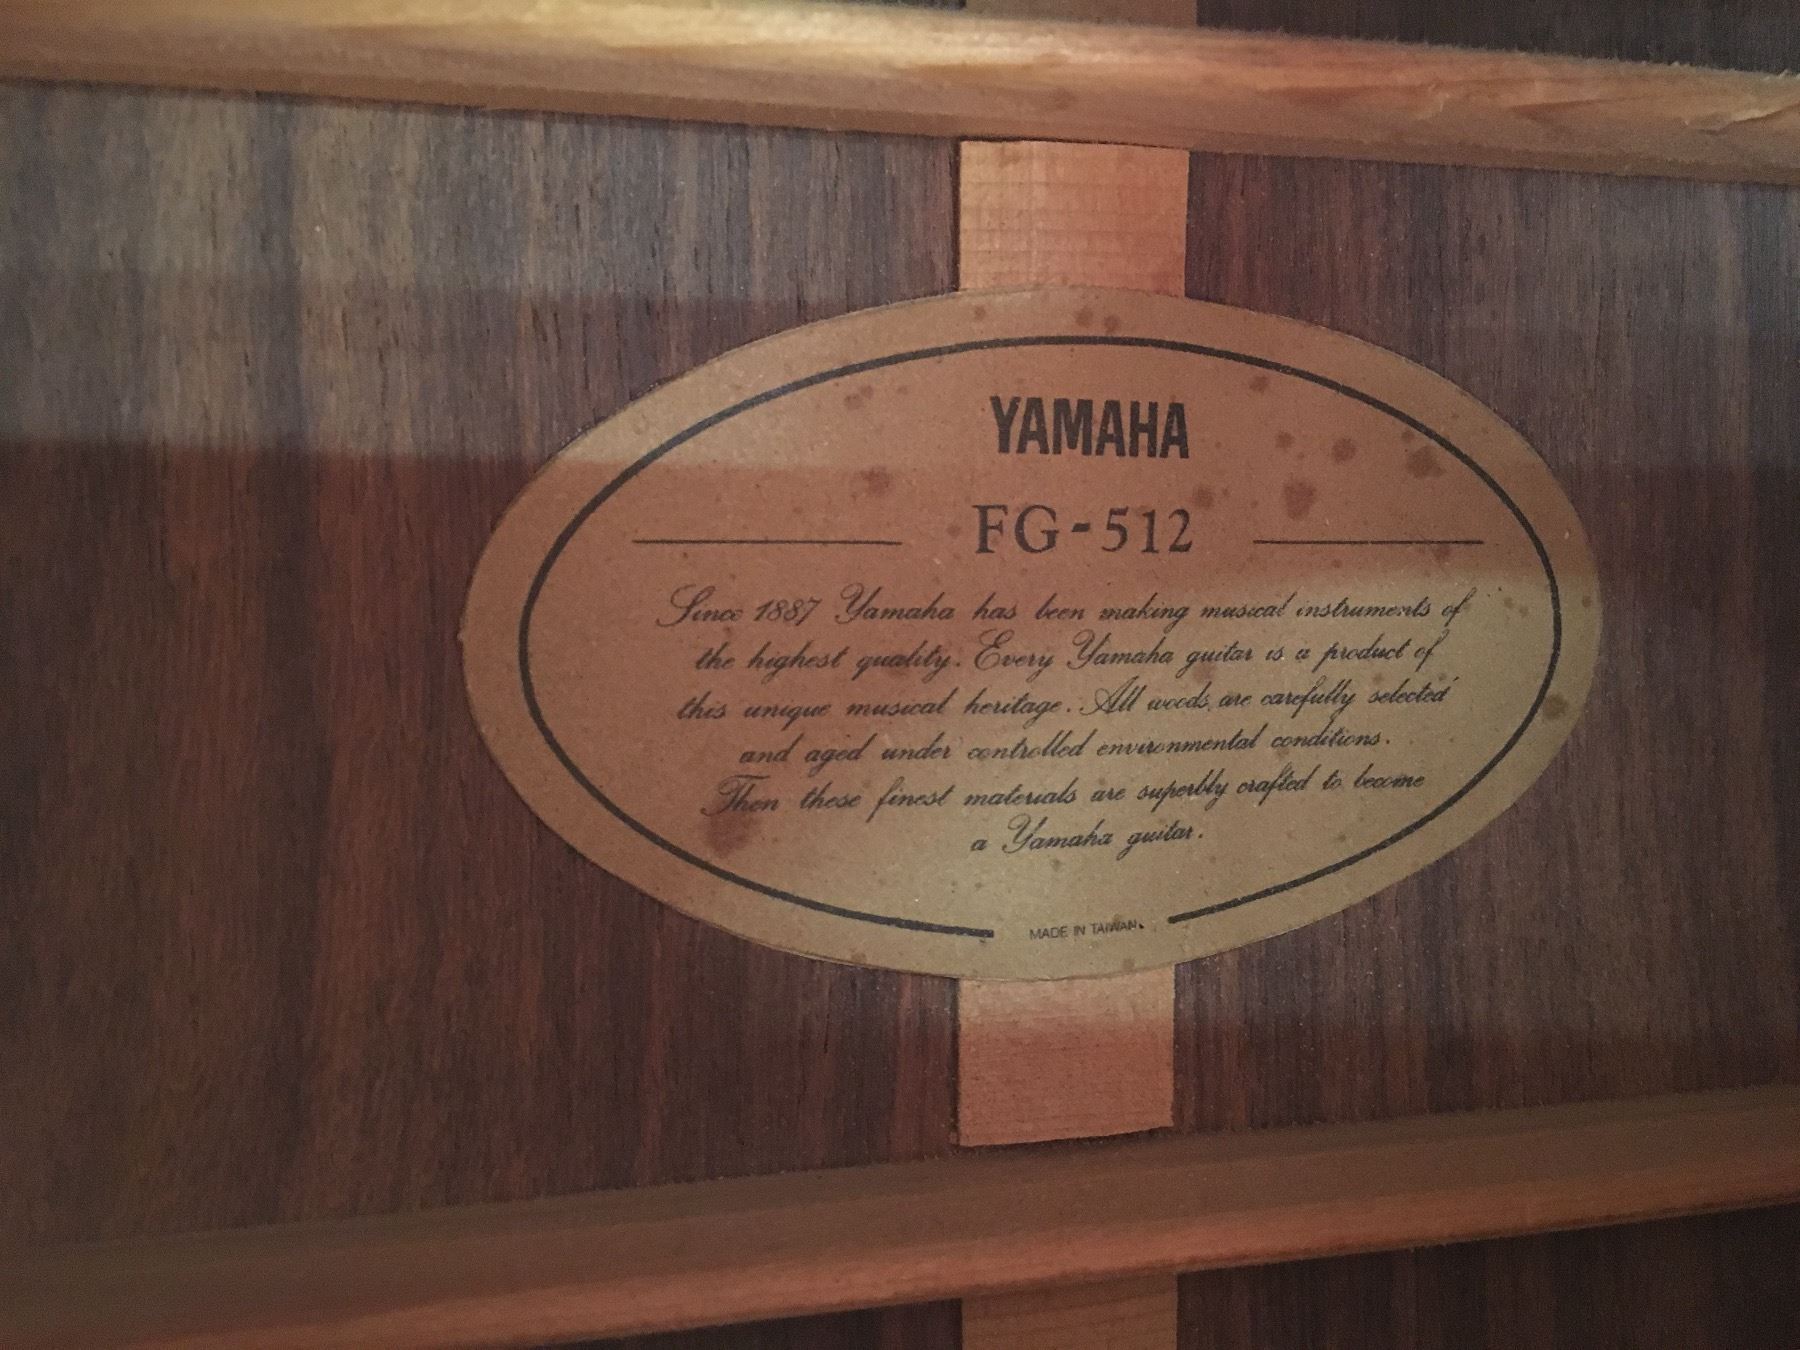 YAMAHA
FG-512
Since 1887 Yamaha has been making musical instruments of
the highest quality. Every Yamaha guitar is a product of
this unique musical heritage. All woods are carefully selected
and aged under controlled environmental conditions.
Then these finest materials are superbly crafted to become
a Yamaha guitar.
MADE IN TAIWAN